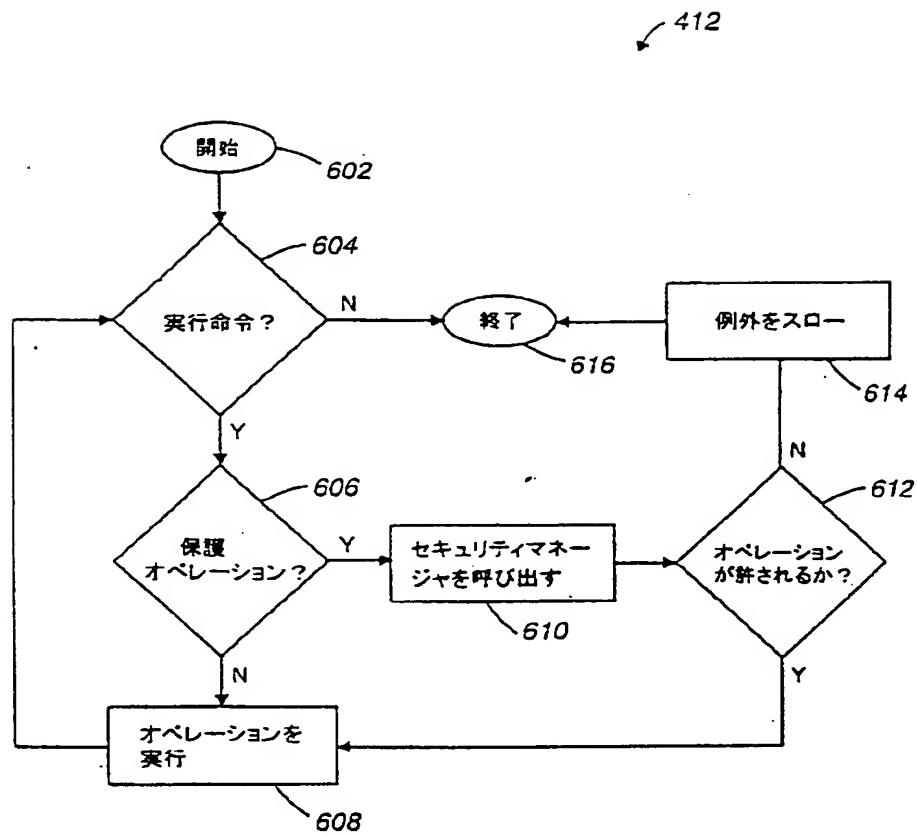 412
開始
602
604
実行命令？
N
終了
616
例外をスロー
614
Y
N
606
保護
オペレーション？
Y
セキュリティマネー
ジャを呼び出す
610
612
オペレーション
が許されるか？
N
Y
オペレーションを
実行
608